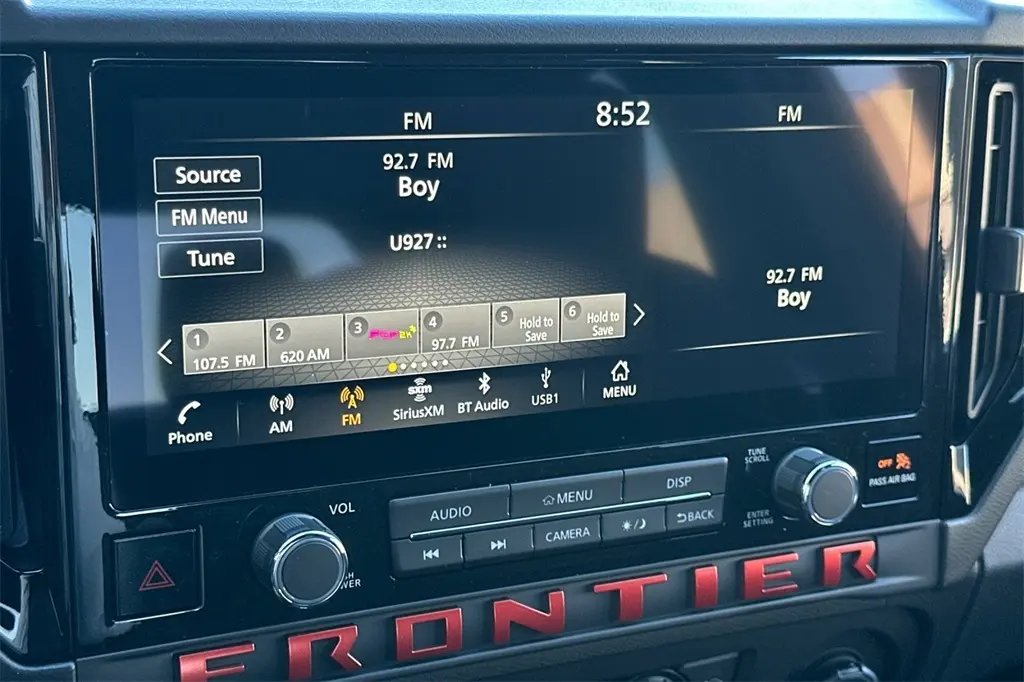 FM
8:52
FM
92.7 FM
Boy
Source
FM Menu
Tune
U927 ::
92.7 FM
Boy
1
107.5 FM
2
620 AM
3
4
97.7 FM
5
Hold to
Save
6
Hold to
Save
Phone
AM
FM
sxm
SiriusXM
BT Audio
USB1
MENU
VOL
AUDIO
MENU
DISP
CAMERA
BACK
TUNE
SCROLL
ENTER
SETTING
OFF
PASS AIR BAG
FRONTIER